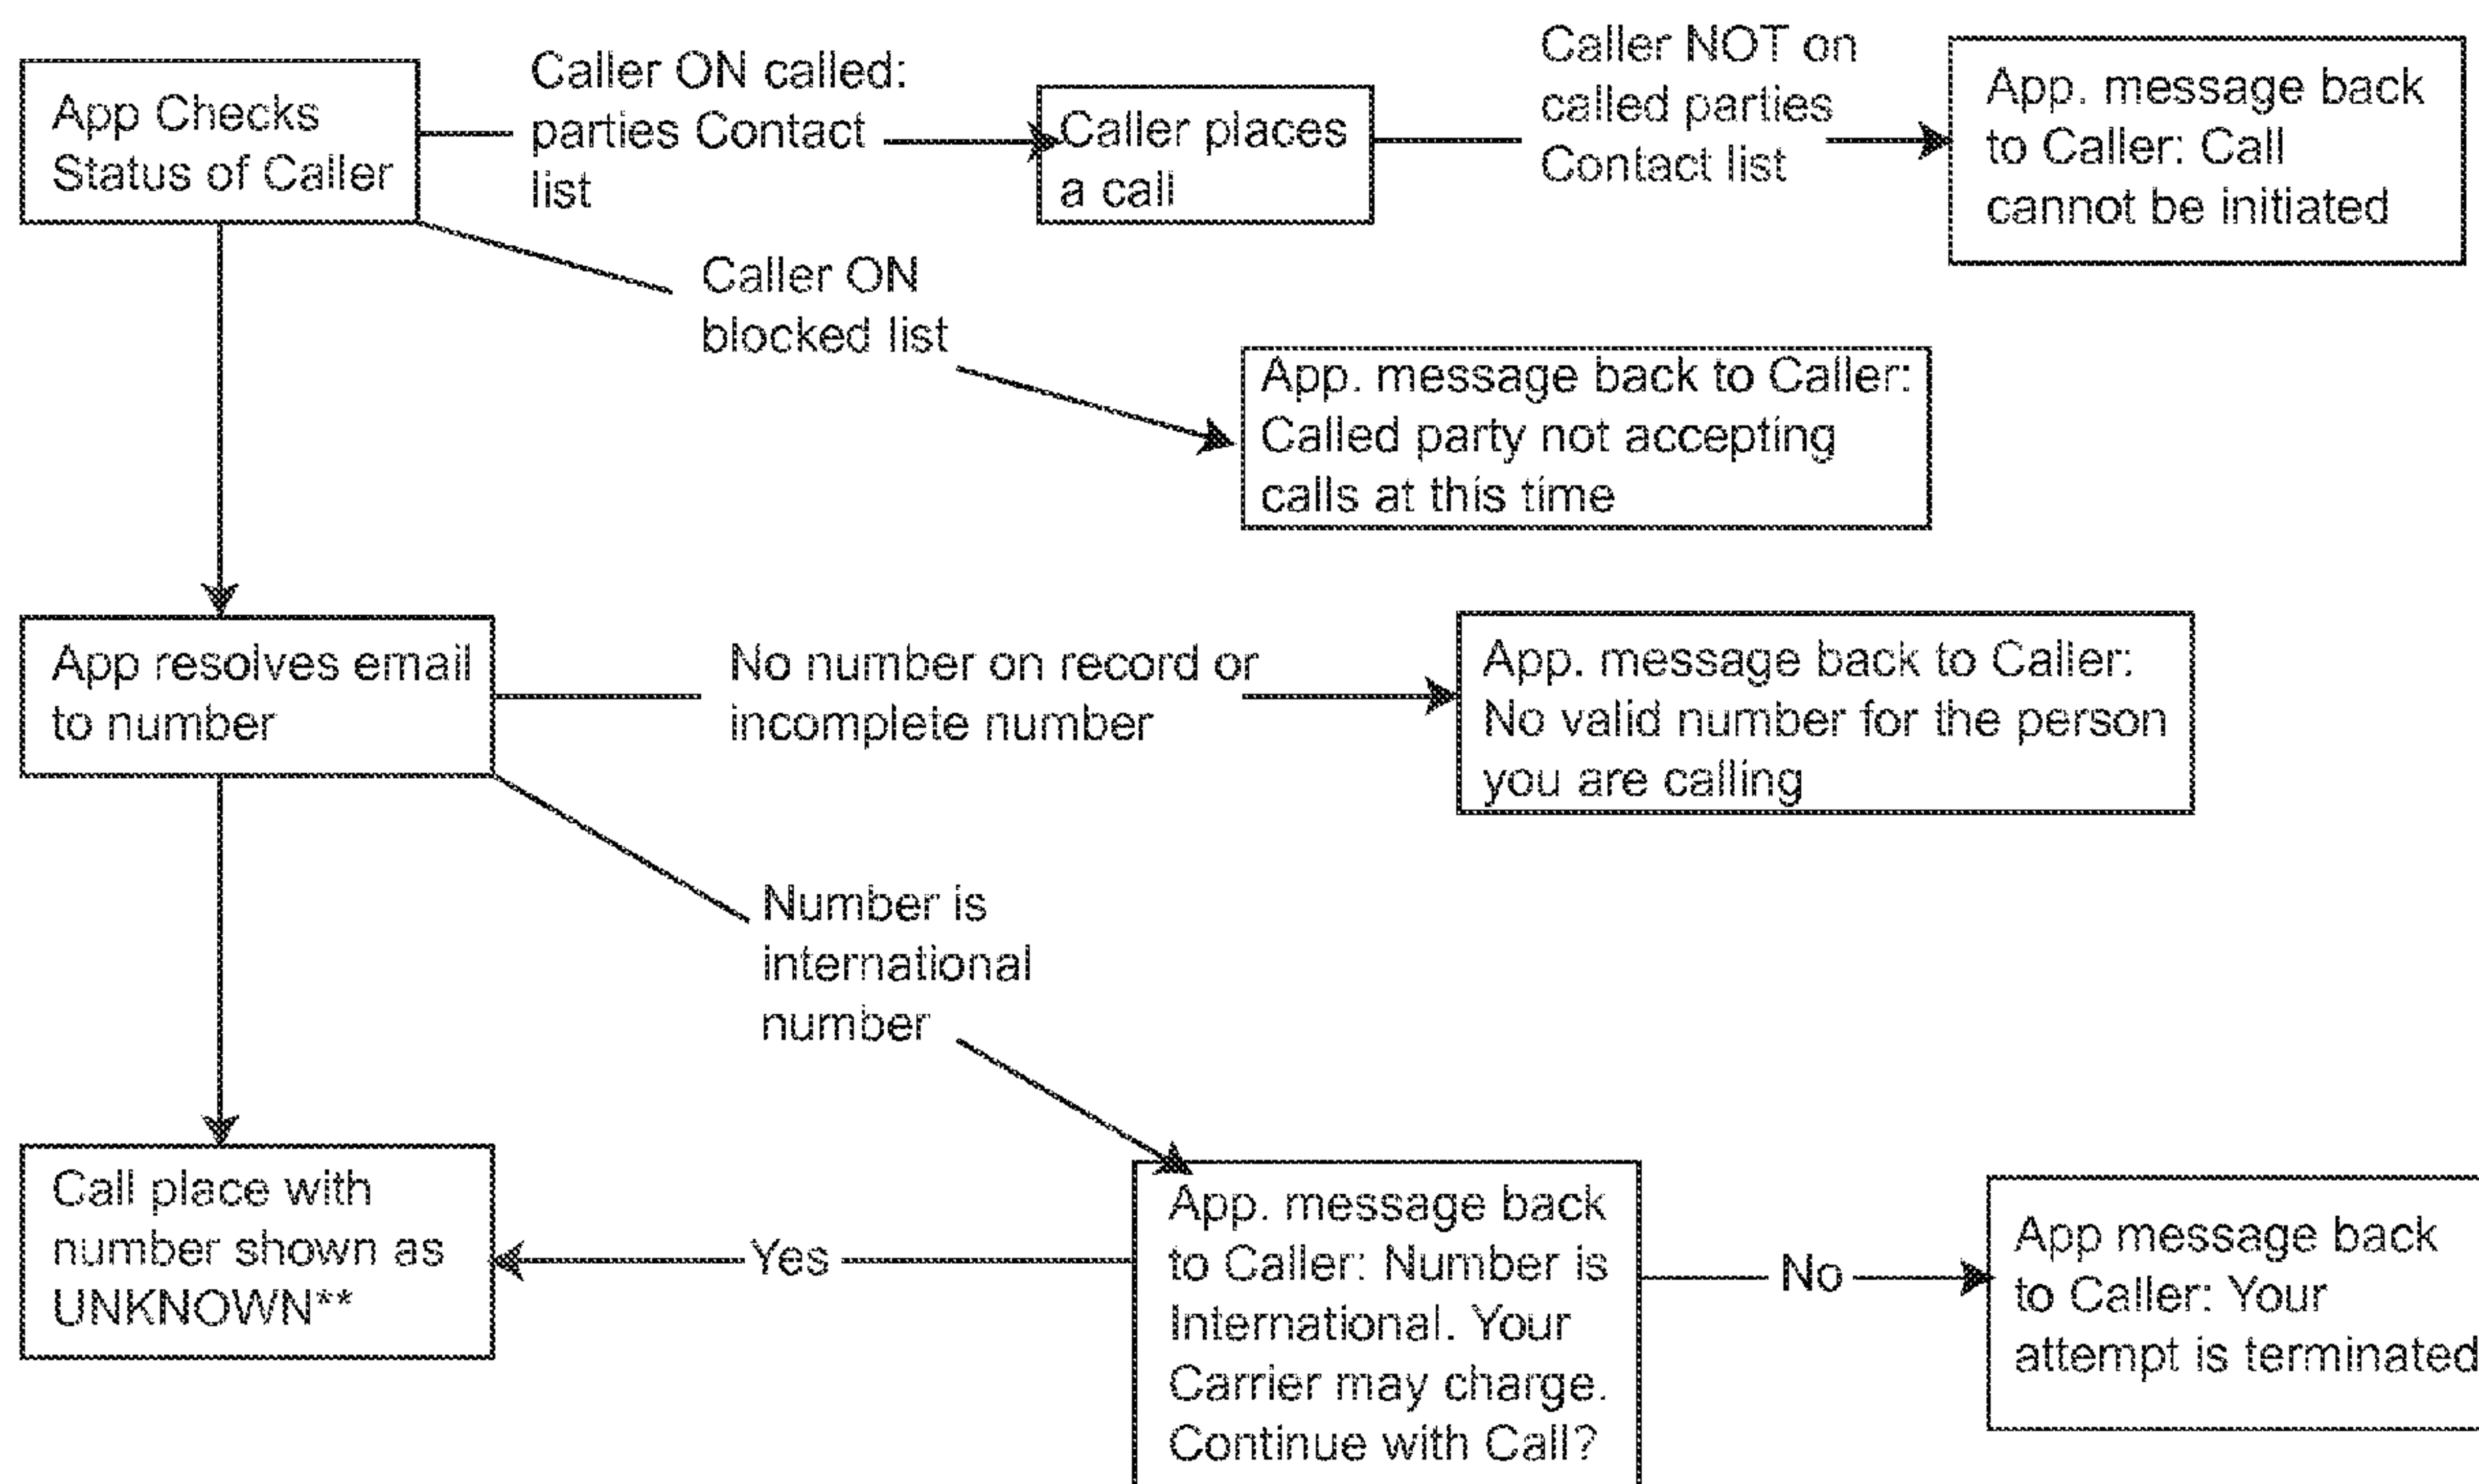 App Checks
Status of Caller
Caller ON called:
parties Contact
list
Caller places
a call
Caller NOT on
called parties
Contact list
App. message back
to Caller: Call
cannot be initiated
Caller ON
blocked list
App. message back to Caller:
Called party not accepting
calls at this time
App resolves email
to number
No number on record or
incomplete number
App. message back to Caller:
No valid number for the person
you are calling
Number is
international
number
Call place with
number shown as
UNKNOWN**
Yes
App. message back
to Caller: Number is
International. Your
Carrier may charge.
Continue with Call?
No
App message back
to Caller: Your
attempt is terminated